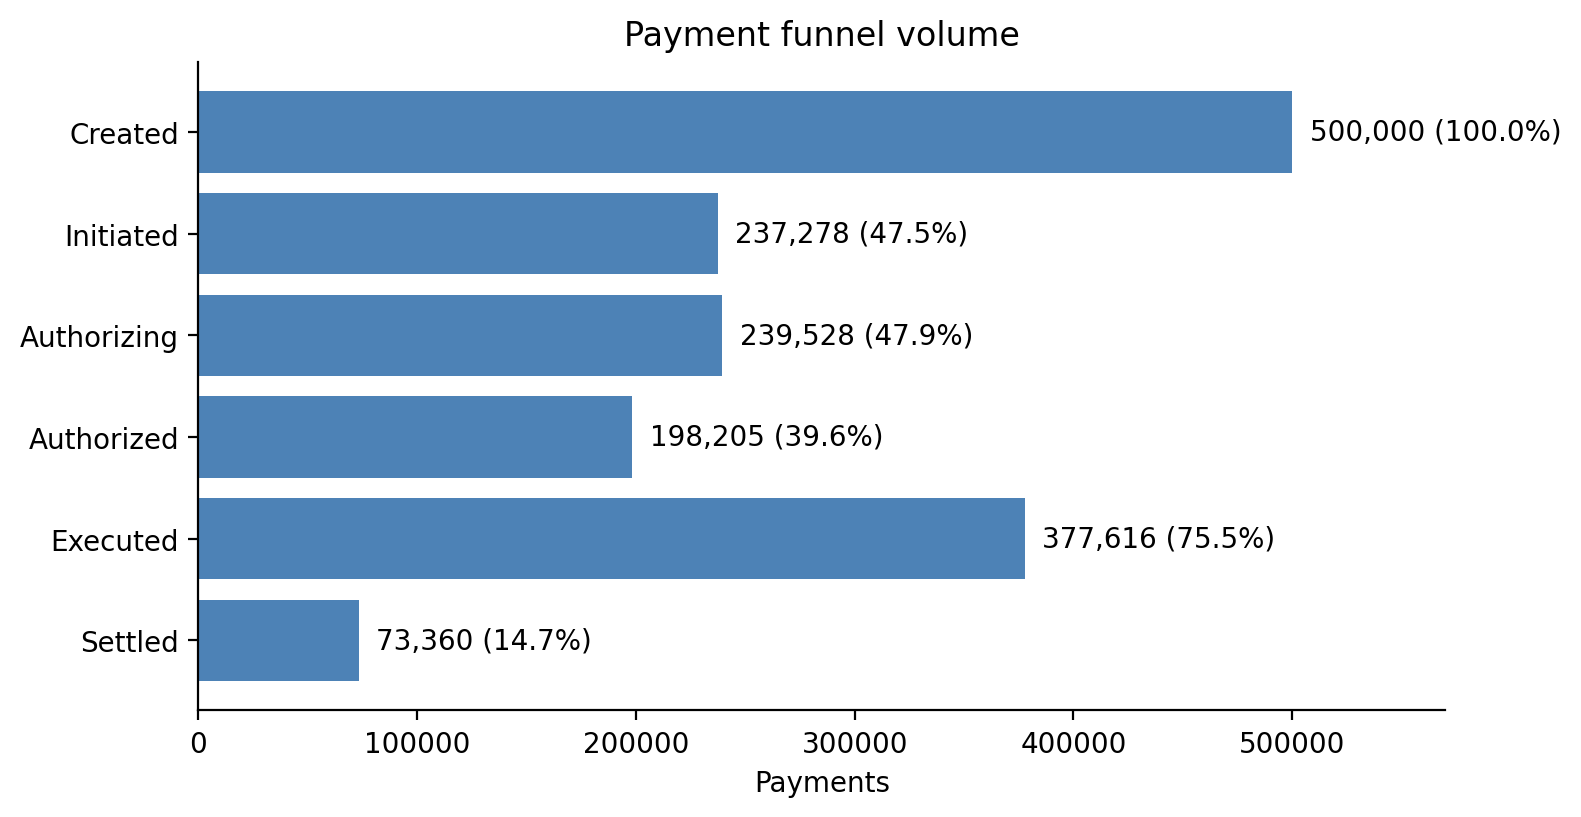 Payment funnel volume
Created
500,000 (100.0%)
Initiated
237,278 (47.5%)
Authorizing
239,528 (47.9%)
Authorized
198,205 (39.6%)
Executed
377,616 (75.5%)
Settled
73,360 (14.7%)
0
100000
200000
300000
400000
500000
Payments